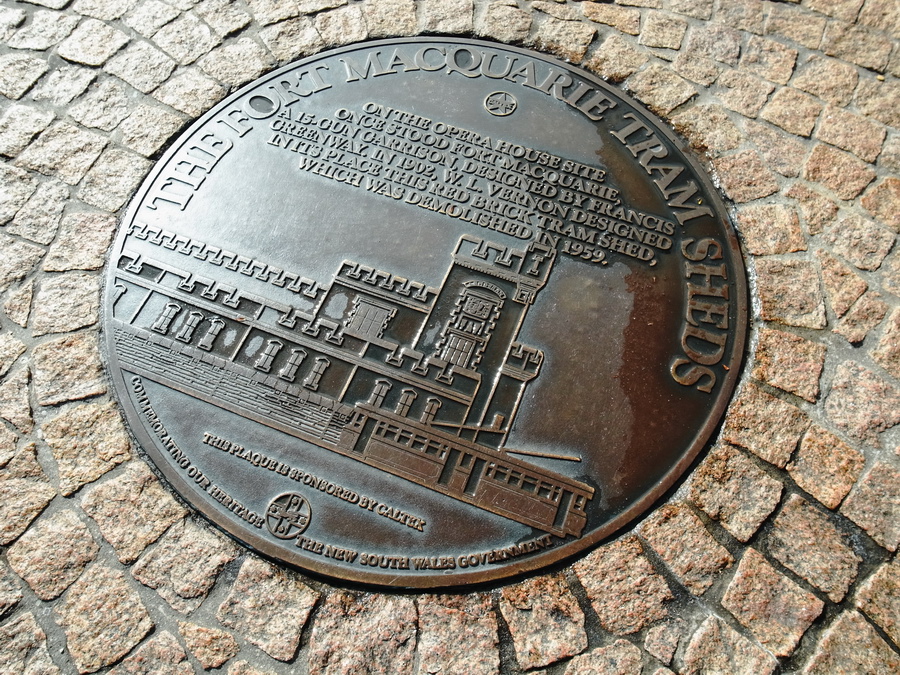 THE FORT MACQUARIE TRAM SHEDS
ON THE OPERA HOUSE SITE
ONCE STOOD FORT MACQUARIE,
A 15-GUN GARRISON DESIGNED BY FRANCIS
GREENWAY. IN 1902, W. L. VERNON DESIGNED
IN ITS PLACE THIS RED BRICK TRAM SHED,
WHICH WAS DEMOLISHED IN 1959.
THIS PLAQUE IS SPONSORED BY CALTEX
COMMEMORATING OUR HERITAGE
THE NEW SOUTH WALES GOVERNMENT